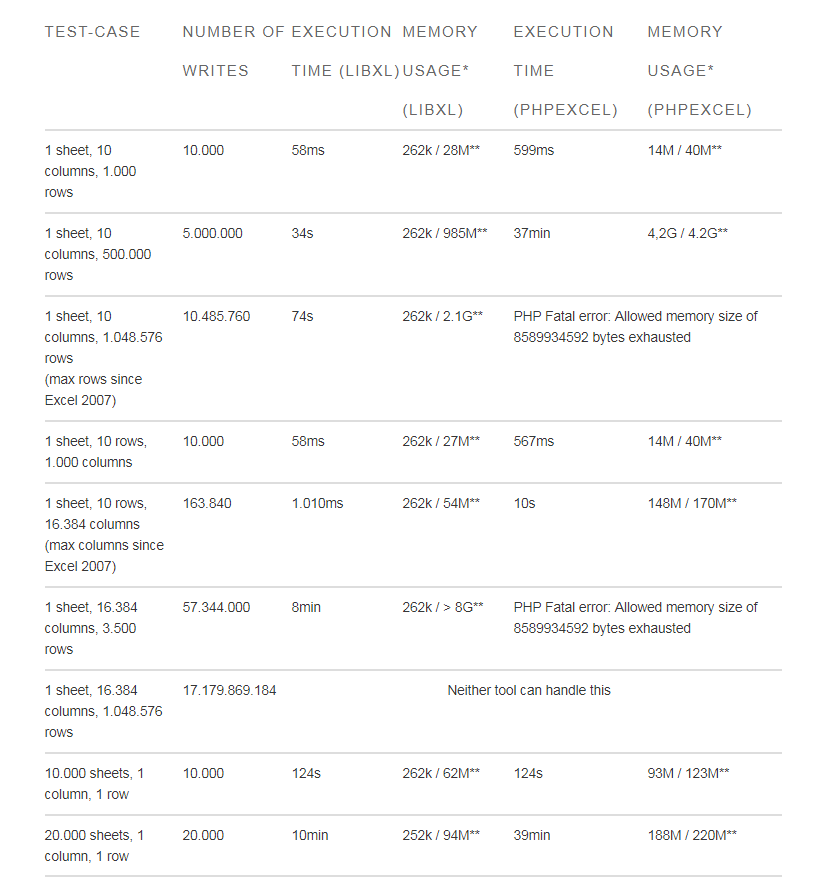 TEST-CASE NUMBER OF WRITES EXECUTION TIME (LIBXL) MEMORY USAGE* (LIBXL) EXECUTION TIME (PHPEXCEL) MEMORY USAGE* (PHPEXCEL)
1 sheet, 10 10.000 58ms 262k / 28M** 599ms 14M / 40M**
columns, 1.000
rows
1 sheet, 10 5.000.000 34s 262k / 985M** 37min 4,2G / 4.2G**
columns, 500.000
rows
1 sheet, 10 10.485.760 74s 262k / 2.1G** PHP Fatal error: Allowed memory size of
columns, 1.048.576 8589934592 bytes exhausted
rows
(max rows since
Excel 2007)
1 sheet, 10 rows, 10.000 58ms 262k / 27M** 567ms 14M / 40M**
1.000 columns
1 sheet, 10 rows, 163.840 1.010ms 262k / 54M** 10s 148M / 170M**
16.384 columns
(max columns since
Excel 2007)
1 sheet, 16.384 57.344.000 8min 262k / > 8G** PHP Fatal error: Allowed memory size of
columns, 3.500 8589934592 bytes exhausted
rows
1 sheet, 16.384 17.179.869.184 Neither tool can handle this
columns, 1.048.576
rows
10.000 sheets, 1 10.000 124s 262k / 62M** 124s 93M / 123M**
column, 1 row
20.000 sheets, 1 20.000 10min 252k / 94M** 39min 188M / 220M**
column, 1 row